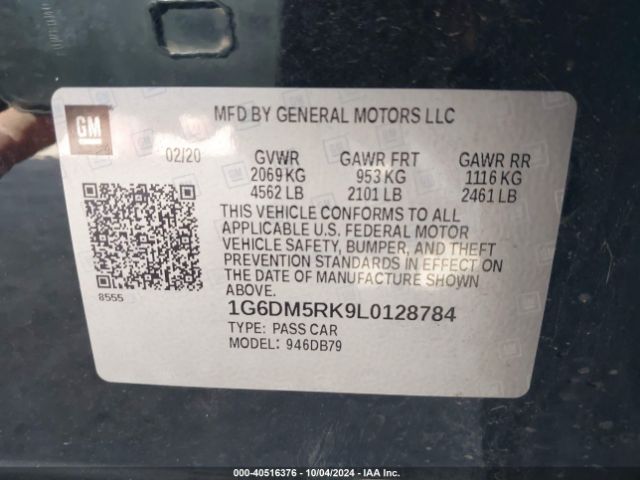 GM
MFD BY GENERAL MOTORS LLC
02/20 GVWR GAWR FRT GAWR RR
2069 KG 953 KG 1116 KG
4562 LB 2101 LB 2461 LB
THIS VEHICLE CONFORMS TO ALL
APPLICABLE U.S. FEDERAL MOTOR
VEHICLE SAFETY, BUMPER, AND THEFT
PREVENTION STANDARDS IN EFFECT ON
THE DATE OF MANUFACTURE SHOWN
ABOVE.
8555
1G6DM5RK9L0128784
TYPE: PASS CAR
MODEL: 946DB79
000-40516376 - 10/04/2024 - IAA Inc.